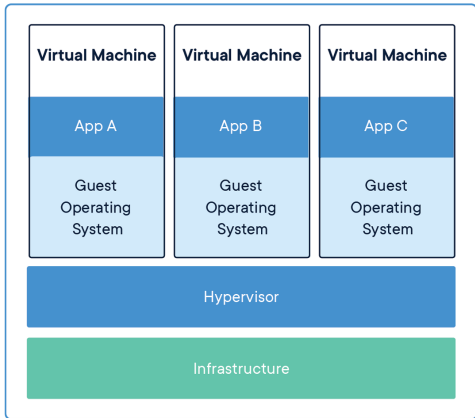 Virtual Machine
Virtual Machine
Virtual Machine
App A
App B
App C
Guest
Operating
System
Guest
Operating
System
Guest
Operating
System
Hypervisor
Infrastructure